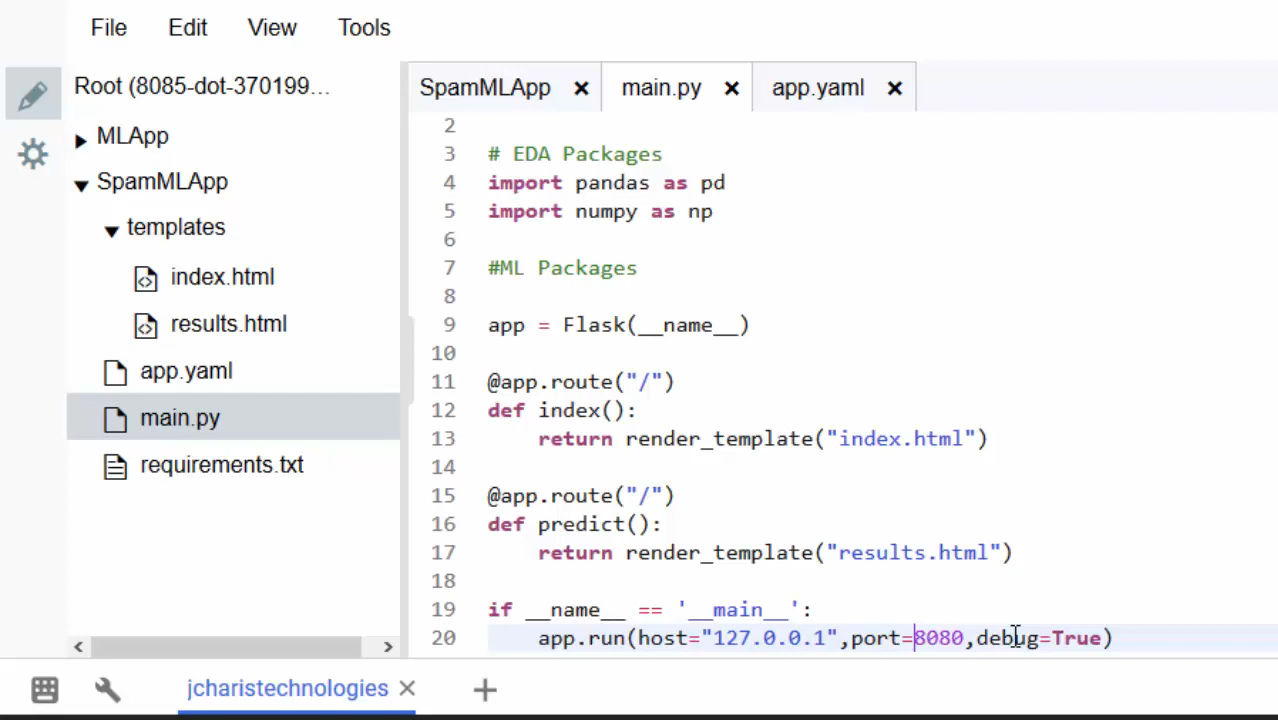 File Edit View Tools
Root (8085-dot-370199...
MLApp
SpamMLApp
templates
index.html
results.html
app.yaml
main.py
requirements.txt
SpamMLApp × main.py × app.yaml ×
2
3 # EDA Packages
4 import pandas as pd
5 import numpy as np
6
7 #ML Packages
8
9 app = Flask(__name__)
10
11 @app.route("/")
12 def index():
13     return render_template("index.html")
14
15 @app.route("/")
16 def predict():
17     return render_template("results.html")
18
19 if __name__ == '__main__':
20     app.run(host="127.0.0.1",port=8080,debug=True)
jcharistechnologies × +